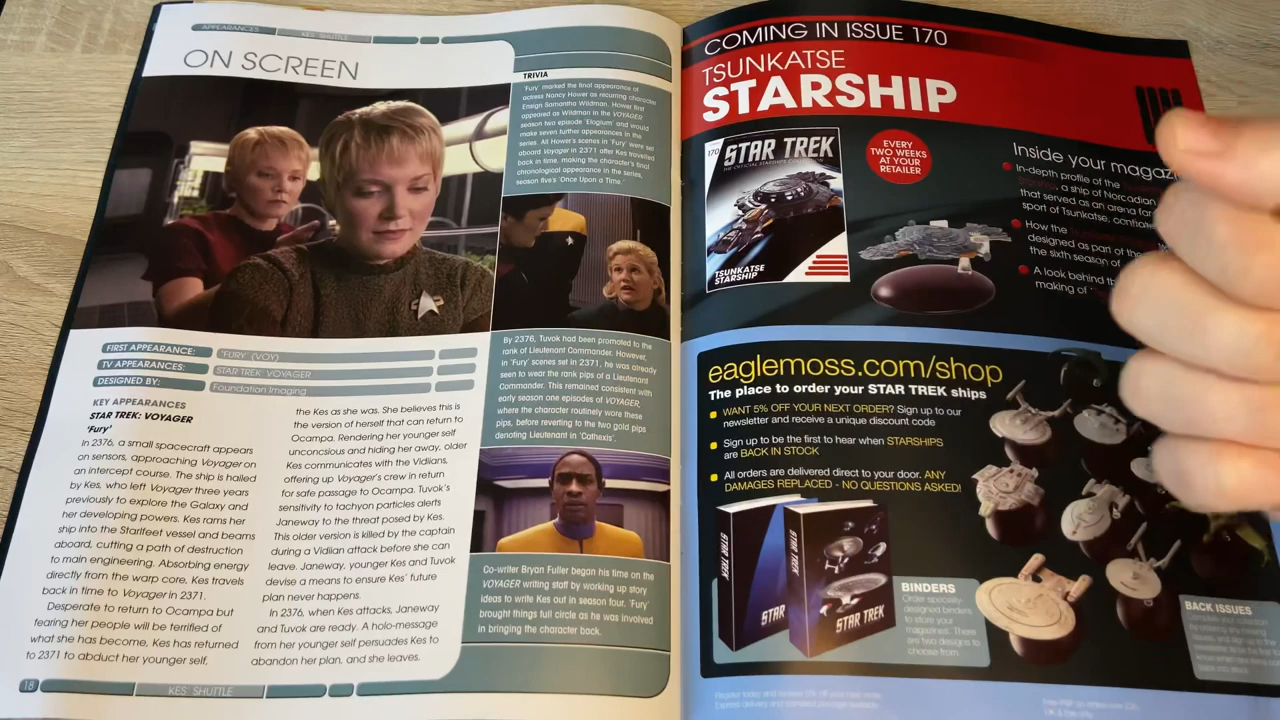 APPEARANCES
KES' SHUTTLE
ON SCREEN
FIRST APPEARANCE:
'FURY' (VOY)
TV APPEARANCES:
STAR TREK: VOYAGER
DESIGNED BY:
Foundation Imaging
KEY APPEARANCES
STAR TREK: VOYAGER
'Fury'
In 2376, a small spacecraft appears
on sensors, approaching Voyager on
an intercept course. The ship is hailed
by Kes, who left Voyager three years
previously to explore the Galaxy and
her developing powers. Kes rams her
ship into the Starfleet vessel and beams
aboard, cutting a path of destruction
to main engineering. Absorbing energy
directly from the warp core, Kes travels
back in time to Voyager in 2371.
Desperate to return to Ocampa but
fearing her people will be terrified of
what she has become, Kes has returned
to 2371 to abduct her younger self,
the Kes as she was. She believes this is
the version of herself that can return to
Ocampa. Rendering her younger self
unconscious and hiding her away, older
Kes communicates with the Vidiians,
offering up Voyager's crew in return
for safe passage to Ocampa. Tuvok's
sensitivity to tachyon particles alerts
Janeway to the threat posed by Kes.
This older version is killed by the captain
during a Vidiian attack before she can
leave. Janeway, younger Kes and Tuvok
devise a means to ensure Kes' future
plan never happens.
In 2376, when Kes attacks, Janeway
and Tuvok are ready. A holo-message
from her younger self persuades Kes to
abandon her plan, and she leaves.
TRIVIA
'Fury' marked the final appearance of
actress Nancy Hower as recurring character
Ensign Samantha Wildman. Hower first
appeared as Wildman in the VOYAGER
season two episode 'Elogium' and would
make seven further appearances in the
series. All Hower's scenes in 'Fury' were set
aboard Voyager in 2371 after Kes travelled
back in time, making the character's final
chronological appearance in the series,
season five's 'Once Upon a Time.'
By 2376, Tuvok had been promoted to the
rank of Lieutenant Commander. However,
in 'Fury' scenes set in 2371, he was already
seen to wear the rank pips of a Lieutenant
Commander. This remained consistent with
early season one episodes of VOYAGER,
where the character routinely wore these
pips, before reverting to the two gold pips
denoting Lieutenant in 'Cathexis'.
Co-writer Bryan Fuller began his time on the
VOYAGER writing staff by working up story
ideas to write Kes out in season four. 'Fury'
brought things full circle as he was involved
in bringing the character back.
18
KES' SHUTTLE
COMING IN ISSUE 170
TSUNKATSE
STARSHIP
170
STAR TREK
THE OFFICIAL STARSHIPS COLLECTION
TSUNKATSE
STARSHIP
EVERY
TWO WEEKS
AT YOUR
RETAILER
Inside your
In-depth profile of the
a ship of Norcadian
that served as an arena
sport of Tsunkatse,
How the
designed as part of the
the sixth season of
A look behind
making of
eaglemoss.com/shop
The place to order your STAR TREK ships
WANT 5% OFF YOUR NEXT ORDER? Sign up to our
newsletter and receive a unique discount code
Sign up to be the first to hear when STARSHIPS
are BACK IN STOCK
All orders are delivered direct to your door. ANY
DAMAGES REPLACED - NO QUESTIONS ASKED!
STAR TREK
STAR
STAR TREK
STAR TREK
BINDERS
Order specially-
designed binders
to store your
magazines. There
are two designs to
choose from.
BACK ISSUES